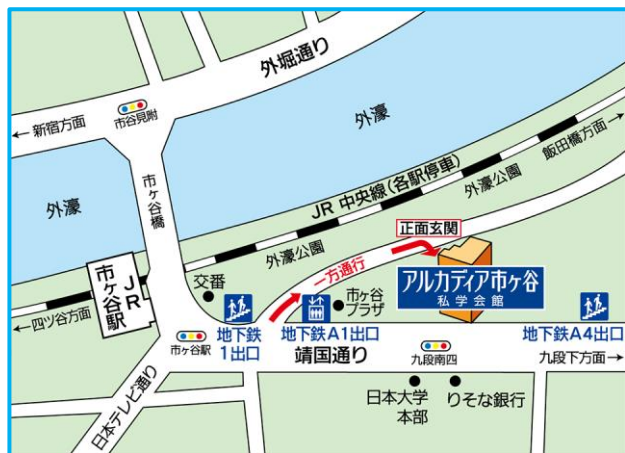 外堀通り
市谷見附
←新宿方面
外濠
飯田橋方面→
外濠公園
JR 中央線(各駅停車)
市ヶ谷橋
外濠
正面玄関
外濠公園
一方通行
アルカディア市ヶ谷
私学会館
JR
市ヶ谷駅
交番
市ヶ谷
プラザ
←四ツ谷方面
市ヶ谷駅
地下鉄
1出口
地下鉄A1出口
地下鉄A4出口
靖国通り
九段南四
九段下方面→
日本テレビ通り
日本大学
本部
りそな銀行